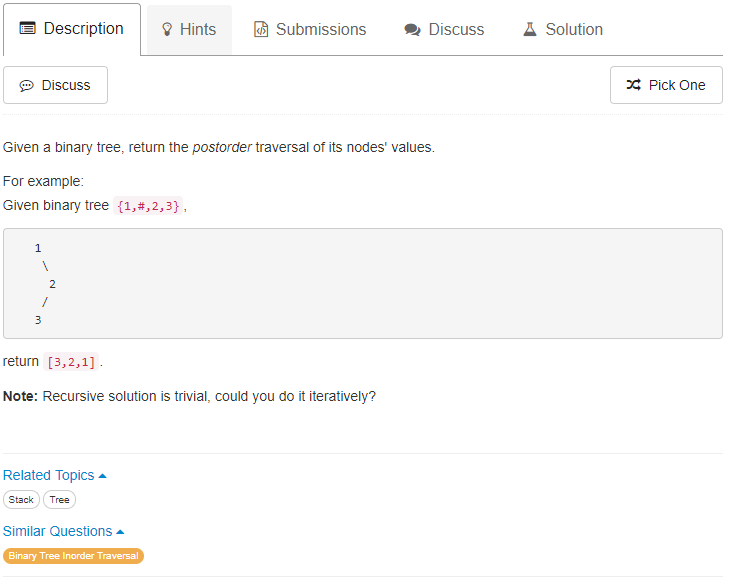 Description Hints Submissions Discuss Solution
Discuss Pick One
Given a binary tree, return the postorder traversal of its nodes' values.
For example:
Given binary tree {1,#,2,3},
1
\
2
/
3
return [3,2,1].
Note: Recursive solution is trivial, could you do it iteratively?
Related Topics
Stack Tree
Similar Questions
Binary Tree Inorder Traversal